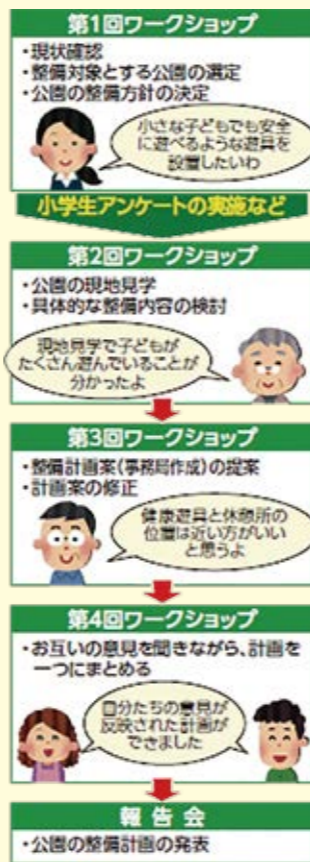 第1回ワークショップ
・現状確認
・整備対象とする公園の選定
・公園の整備方針の決定
小さな子どもでも安全
に遊べるような遊具を
設置したいわ
小学生アンケートの実施など
第2回ワークショップ
・公園の現地見学
・具体的な整備内容の検討
現地見学で子どもが
たくさん遊んでいることが
分かったよ
第3回ワークショップ
・整備計画案(事務局作成)の提案
・計画案の修正
健康遊具と休憩所の
位置は近い方がいい
と思うよ
第4回ワークショップ
・お互いの意見を聞きながら、計画を
一つにまとめる
自分たちの意見が
反映された計画が
できました
報告会
・公園の整備計画の発表